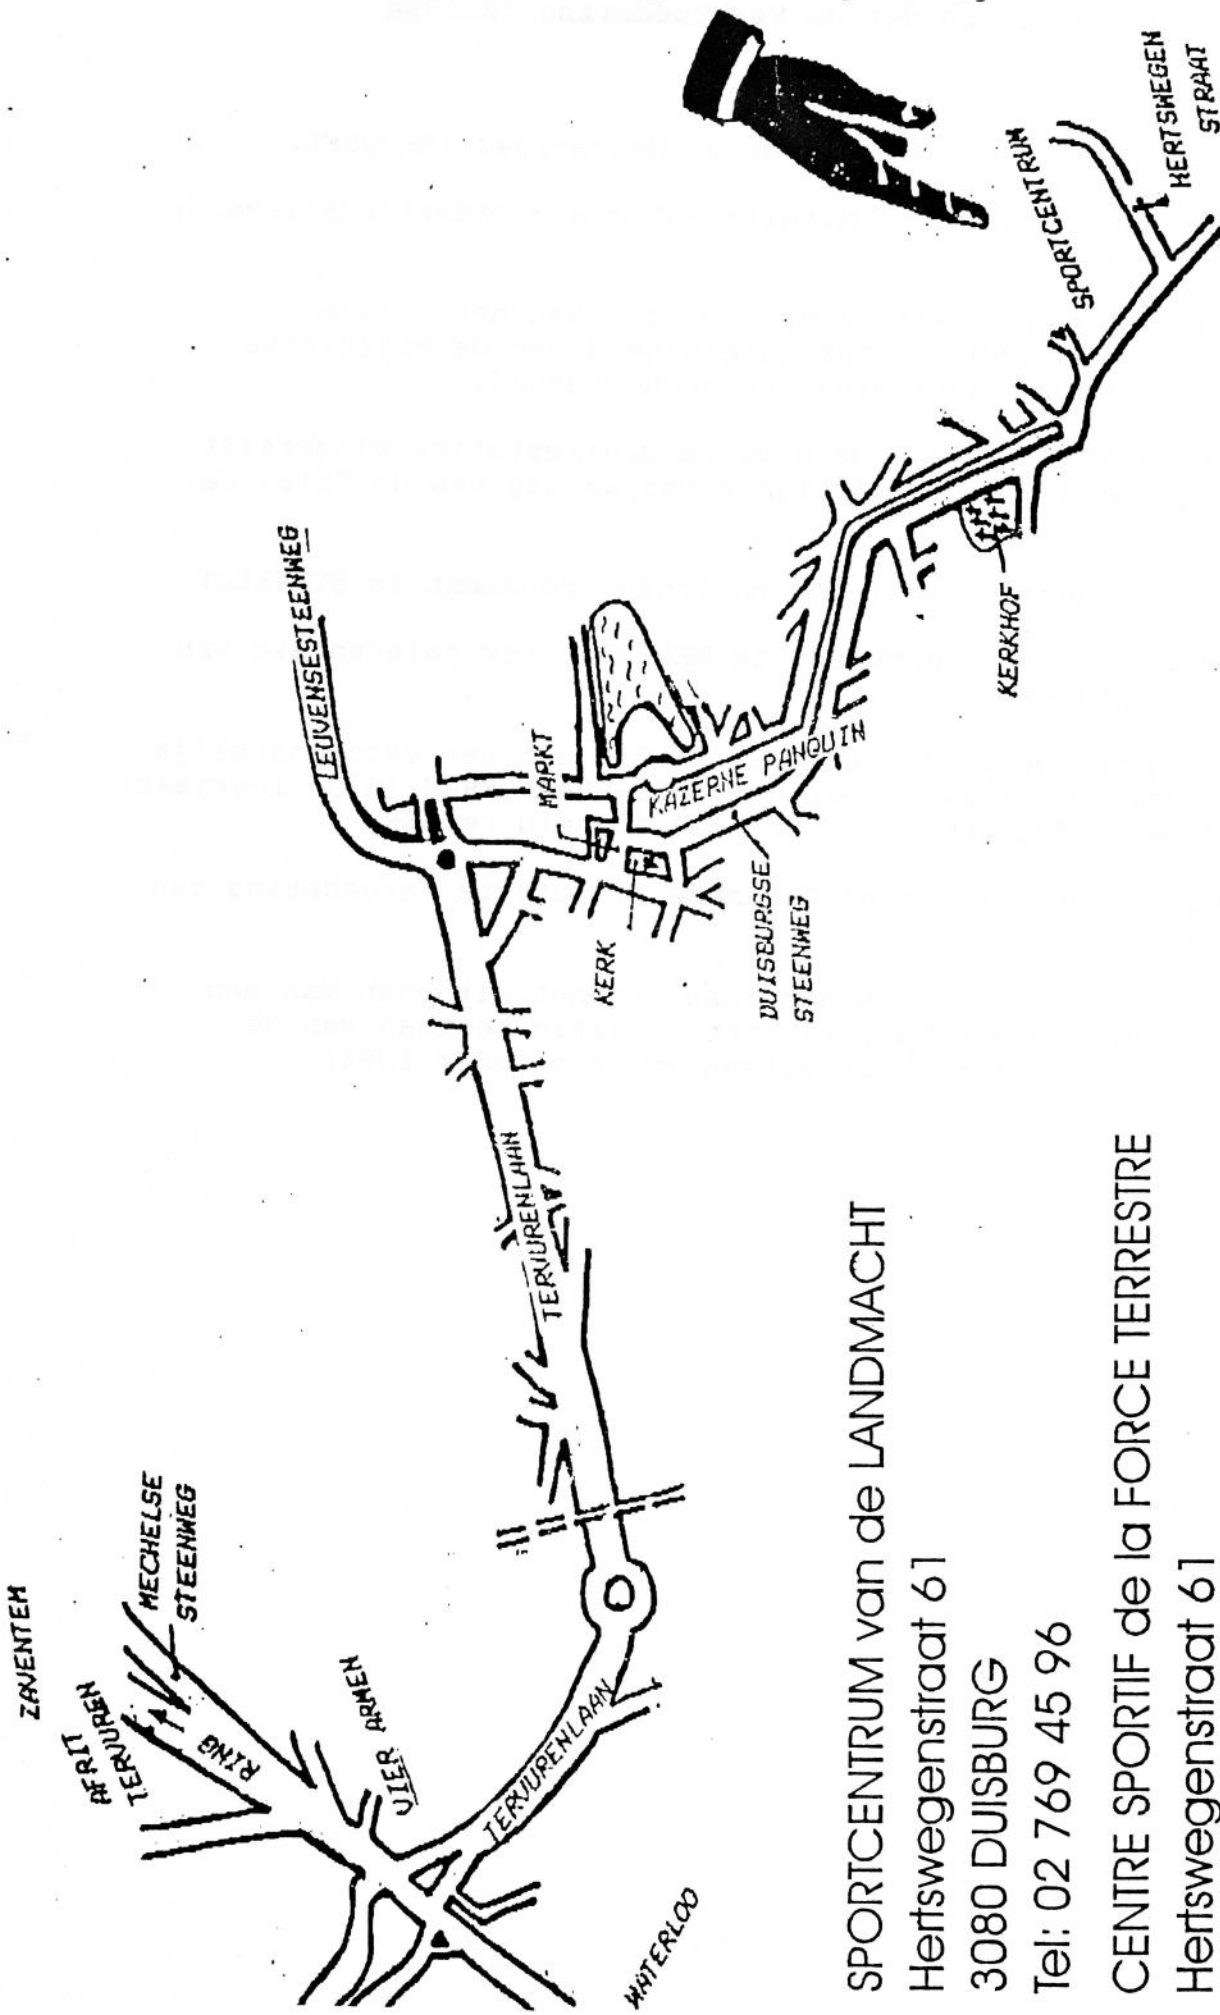 ZAVENTEM
AFRIT
TERVUREN
MECHELSE
STEENWEG
RING
VIER ARMEN
WATERLOO
TERVURENLAAN
TERVURENLAAN
LEUVENSESTEENWEG
MARKT
KERK
KAZERNE PANQUIN
DUISBURGSE
STEENWEG
KERKHOF
SPORTCENTRUM
HERTSWEGEN
STRAAT
SPORTCENTRUM van de LANDMACHT
Hertswegenstraat 61
3080 DUISBURG
Tel: 02 769 45 96
CENTRE SPORTIF de la FORCE TERRESTRE
Hertswegenstraat 61